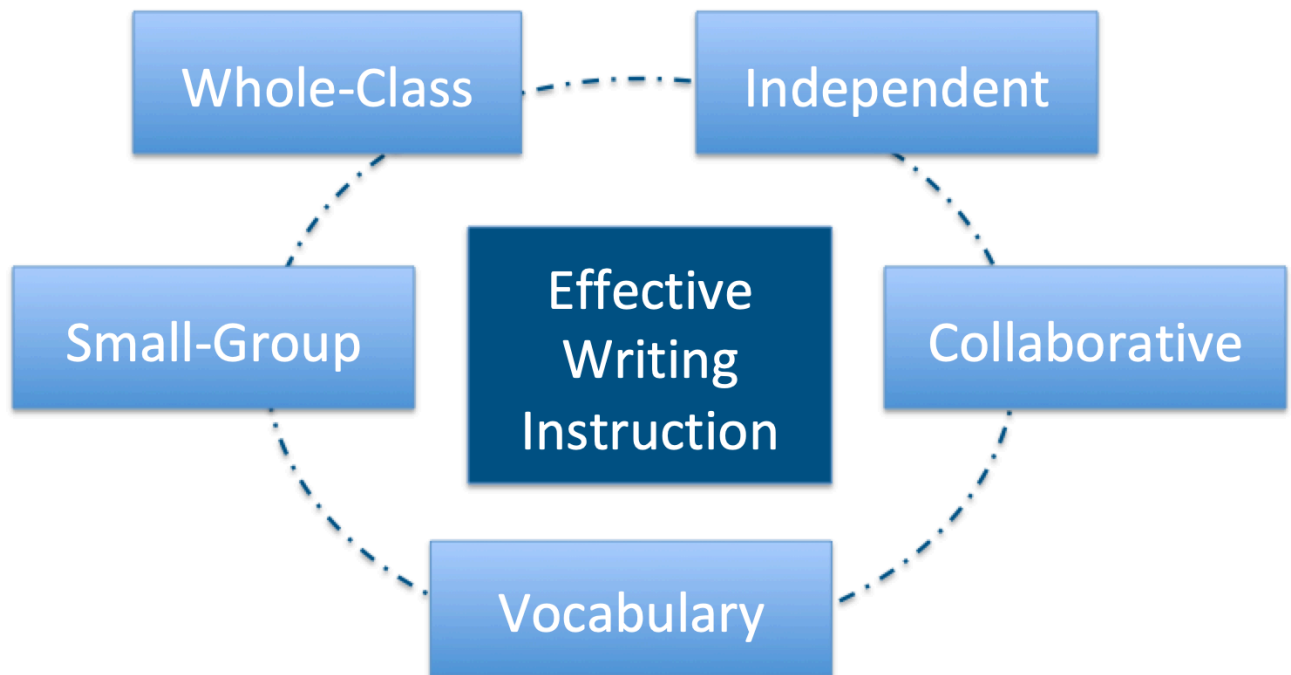 Whole-Class
Independent
Small-Group
Effective
Writing
Instruction
Collaborative
Vocabulary